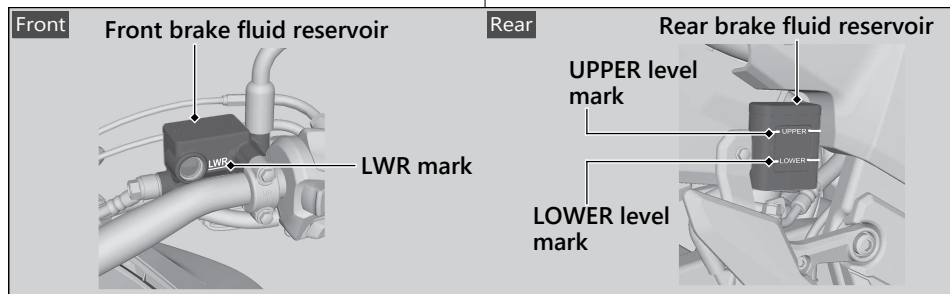 Front
Front brake fluid reservoir
LWR
LWR mark
Rear
Rear brake fluid reservoir
UPPER level
mark
UPPER
LOWER
LOWER level
mark